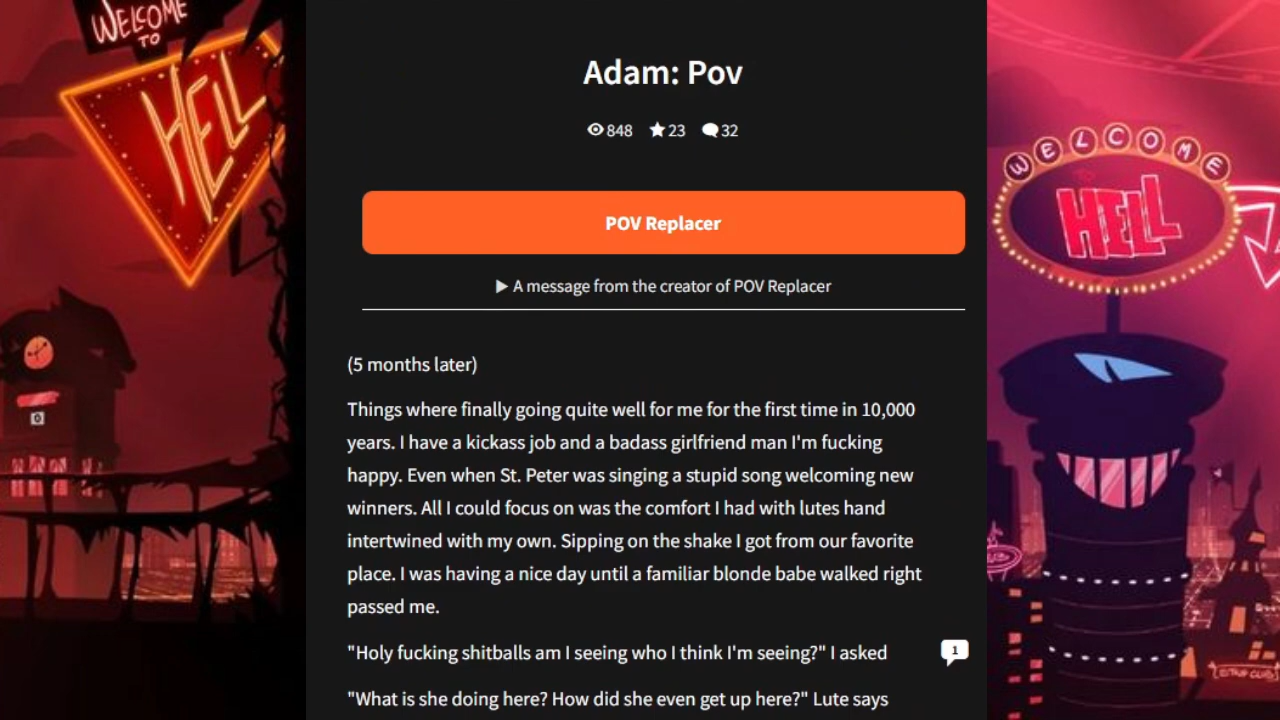 WELCOME
TO
HELL
Adam: Pov
848 23 32
POV Replacer
▶ A message from the creator of POV Replacer
(5 months later)
Things where finally going quite well for me for the first time in 10,000
years. I have a kickass job and a badass girlfriend man I'm fucking
happy. Even when St. Peter was singing a stupid song welcoming new
winners. All I could focus on was the comfort I had with lutes hand
intertwined with my own. Sipping on the shake I got from our favorite
place. I was having a nice day until a familiar blonde babe walked right
passed me.
"Holy fucking shitballs am I seeing who I think I'm seeing?" I asked
1
"What is she doing here? How did she even get up here?" Lute says
WELCOME
HELL